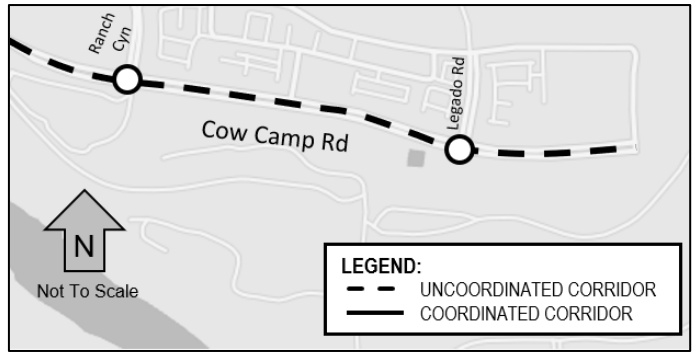 Ranch
Cyn
Legado Rd
Cow Camp Rd
N
Not To Scale
LEGEND:
UNCOORDINATED CORRIDOR
COORDINATED CORRIDOR